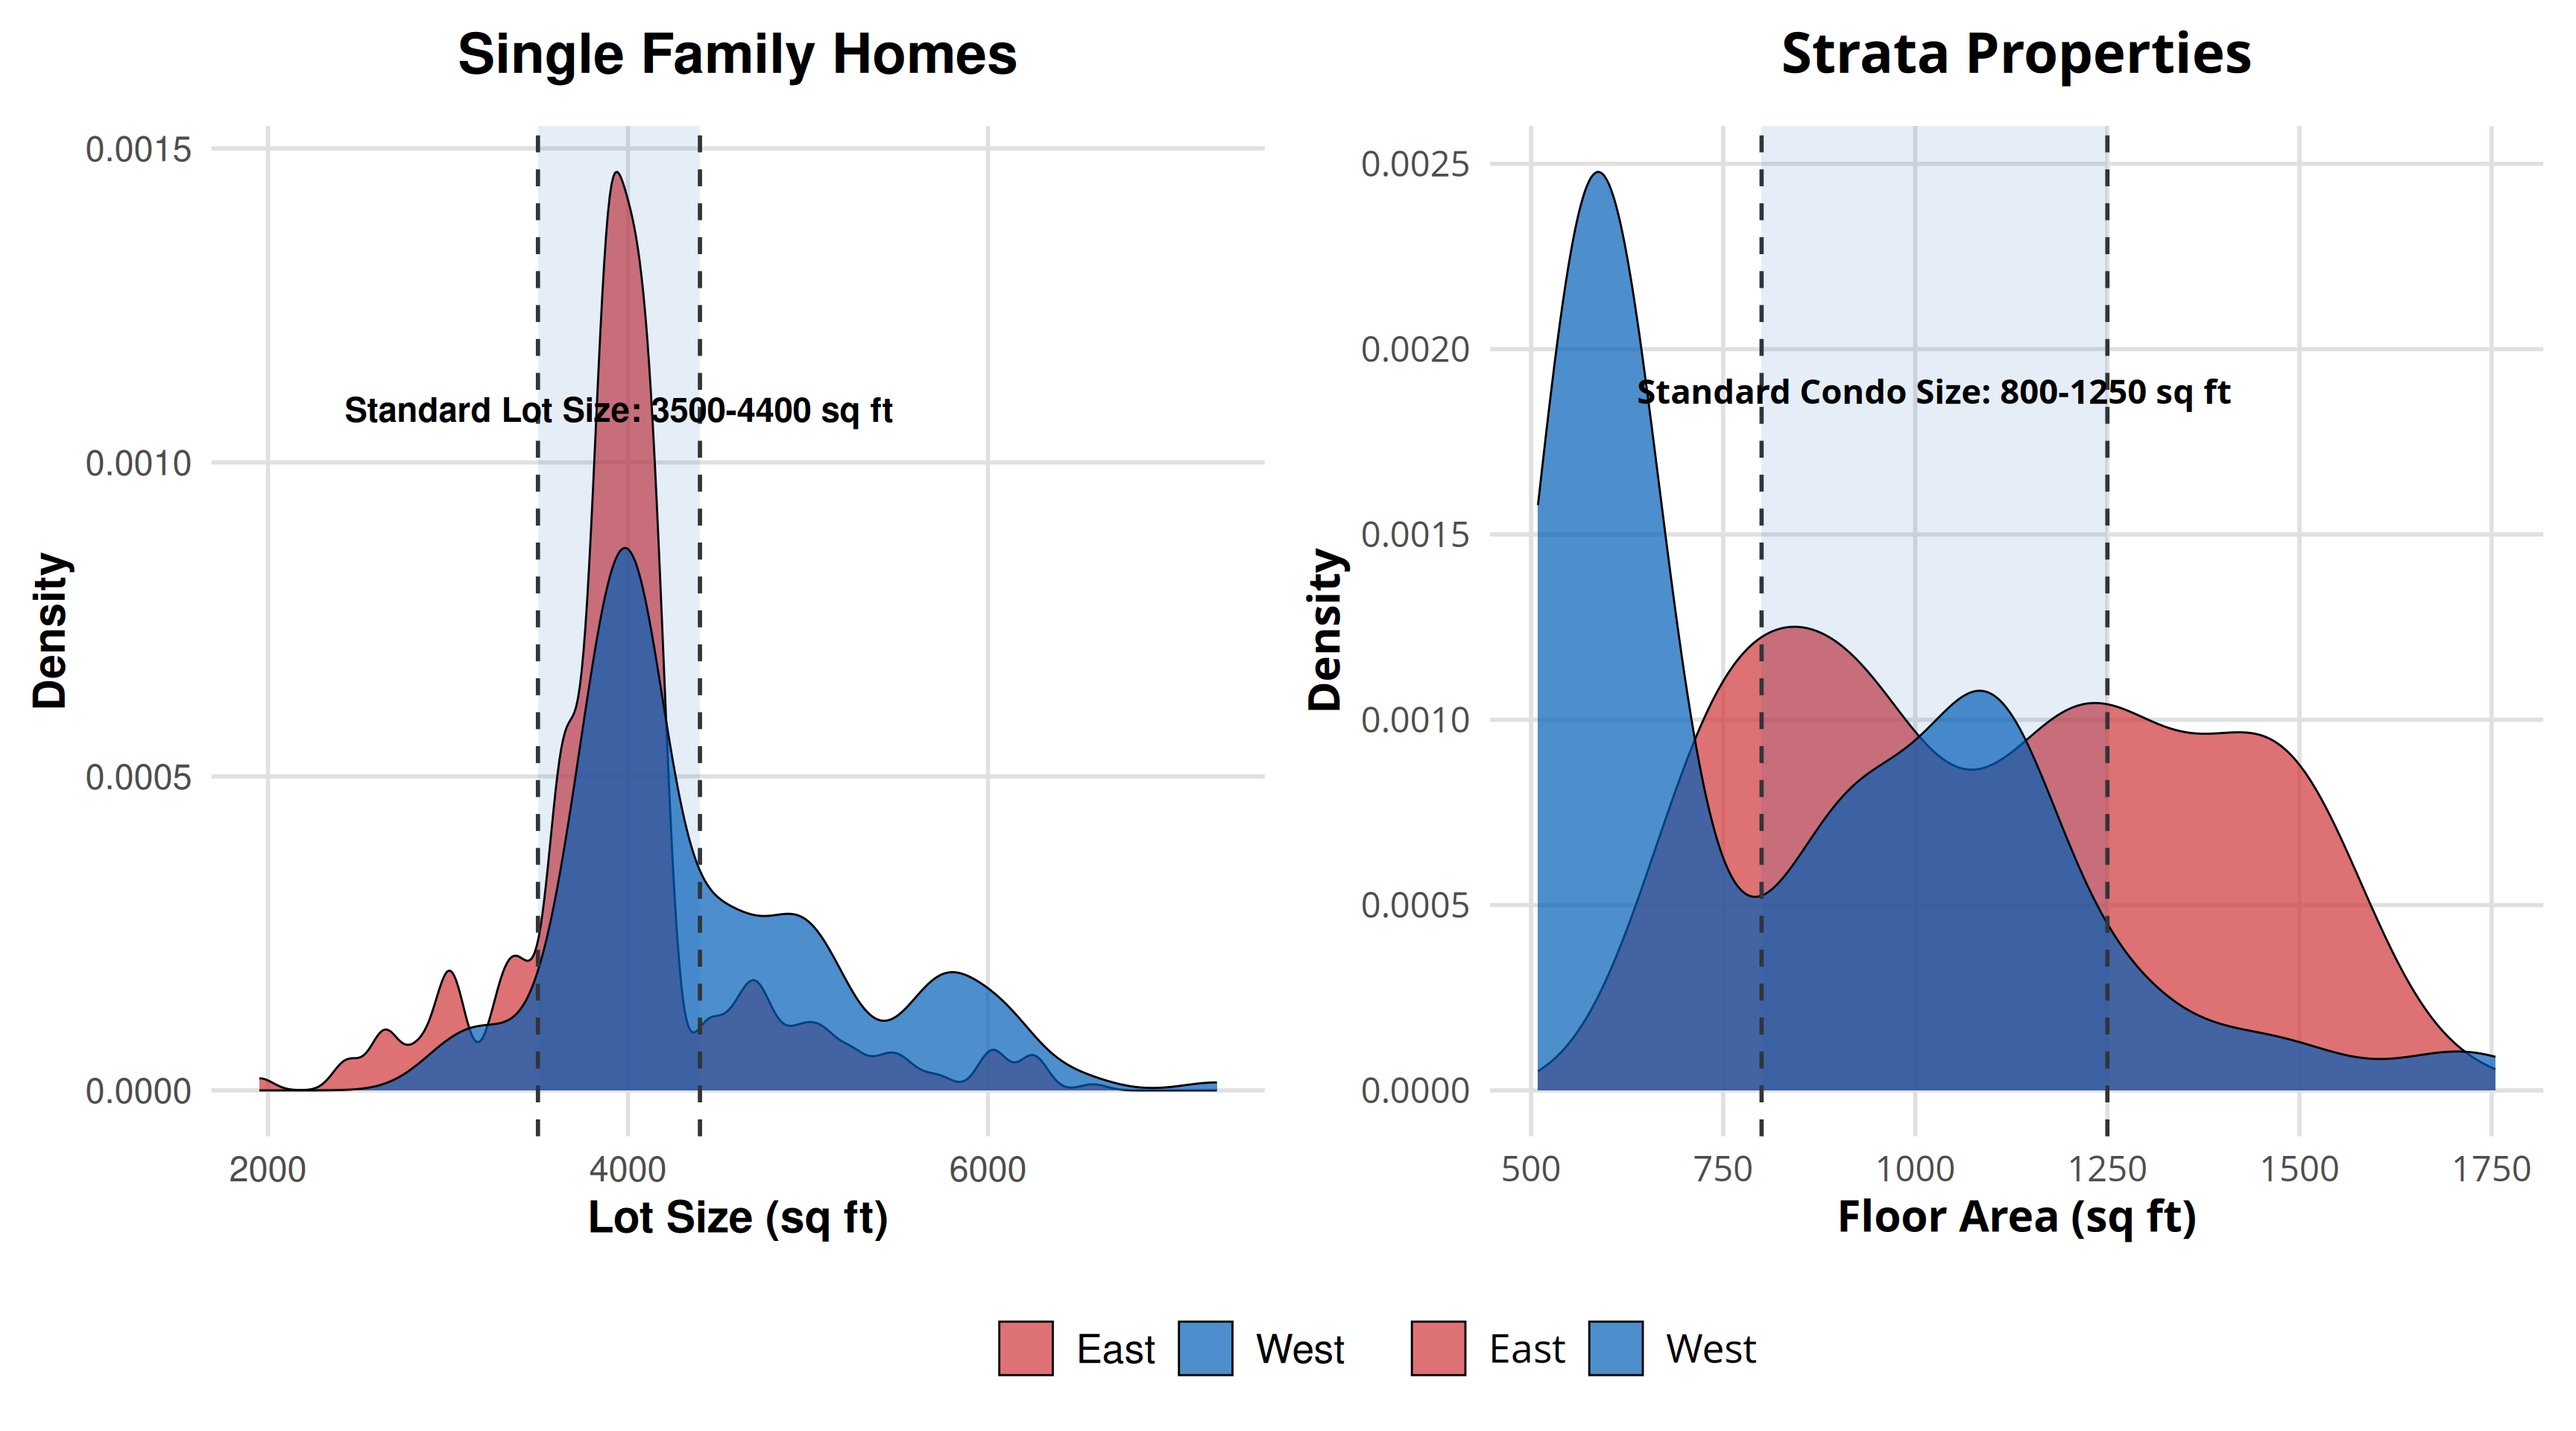 Single Family Homes
0.0015
0.0010
0.0005
0.0000
Density
Standard Lot Size: 3500-4400 sq ft
2000 4000 6000
Lot Size (sq ft)
Strata Properties
0.0025
0.0020
0.0015
0.0010
0.0005
0.0000
Density
Standard Condo Size: 800-1250 sq ft
500 750 1000 1250 1500 1750
Floor Area (sq ft)
East West East West